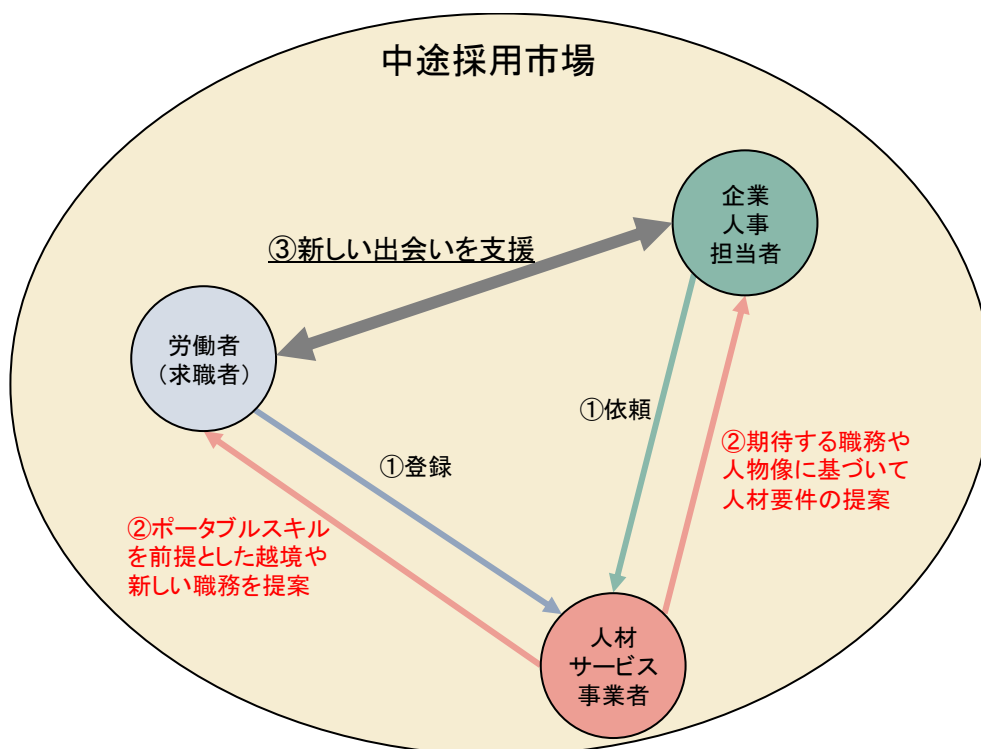 中途採用市場
企業
人事
担当者
③新しい出会いを支援
労働者
（求職者）
①依頼
②期待する職務や
人物像に基づいて
人材要件の提案
①登録
②ポータブルスキル
を前提とした越境や
新しい職務を提案
人材
サービス
事業者